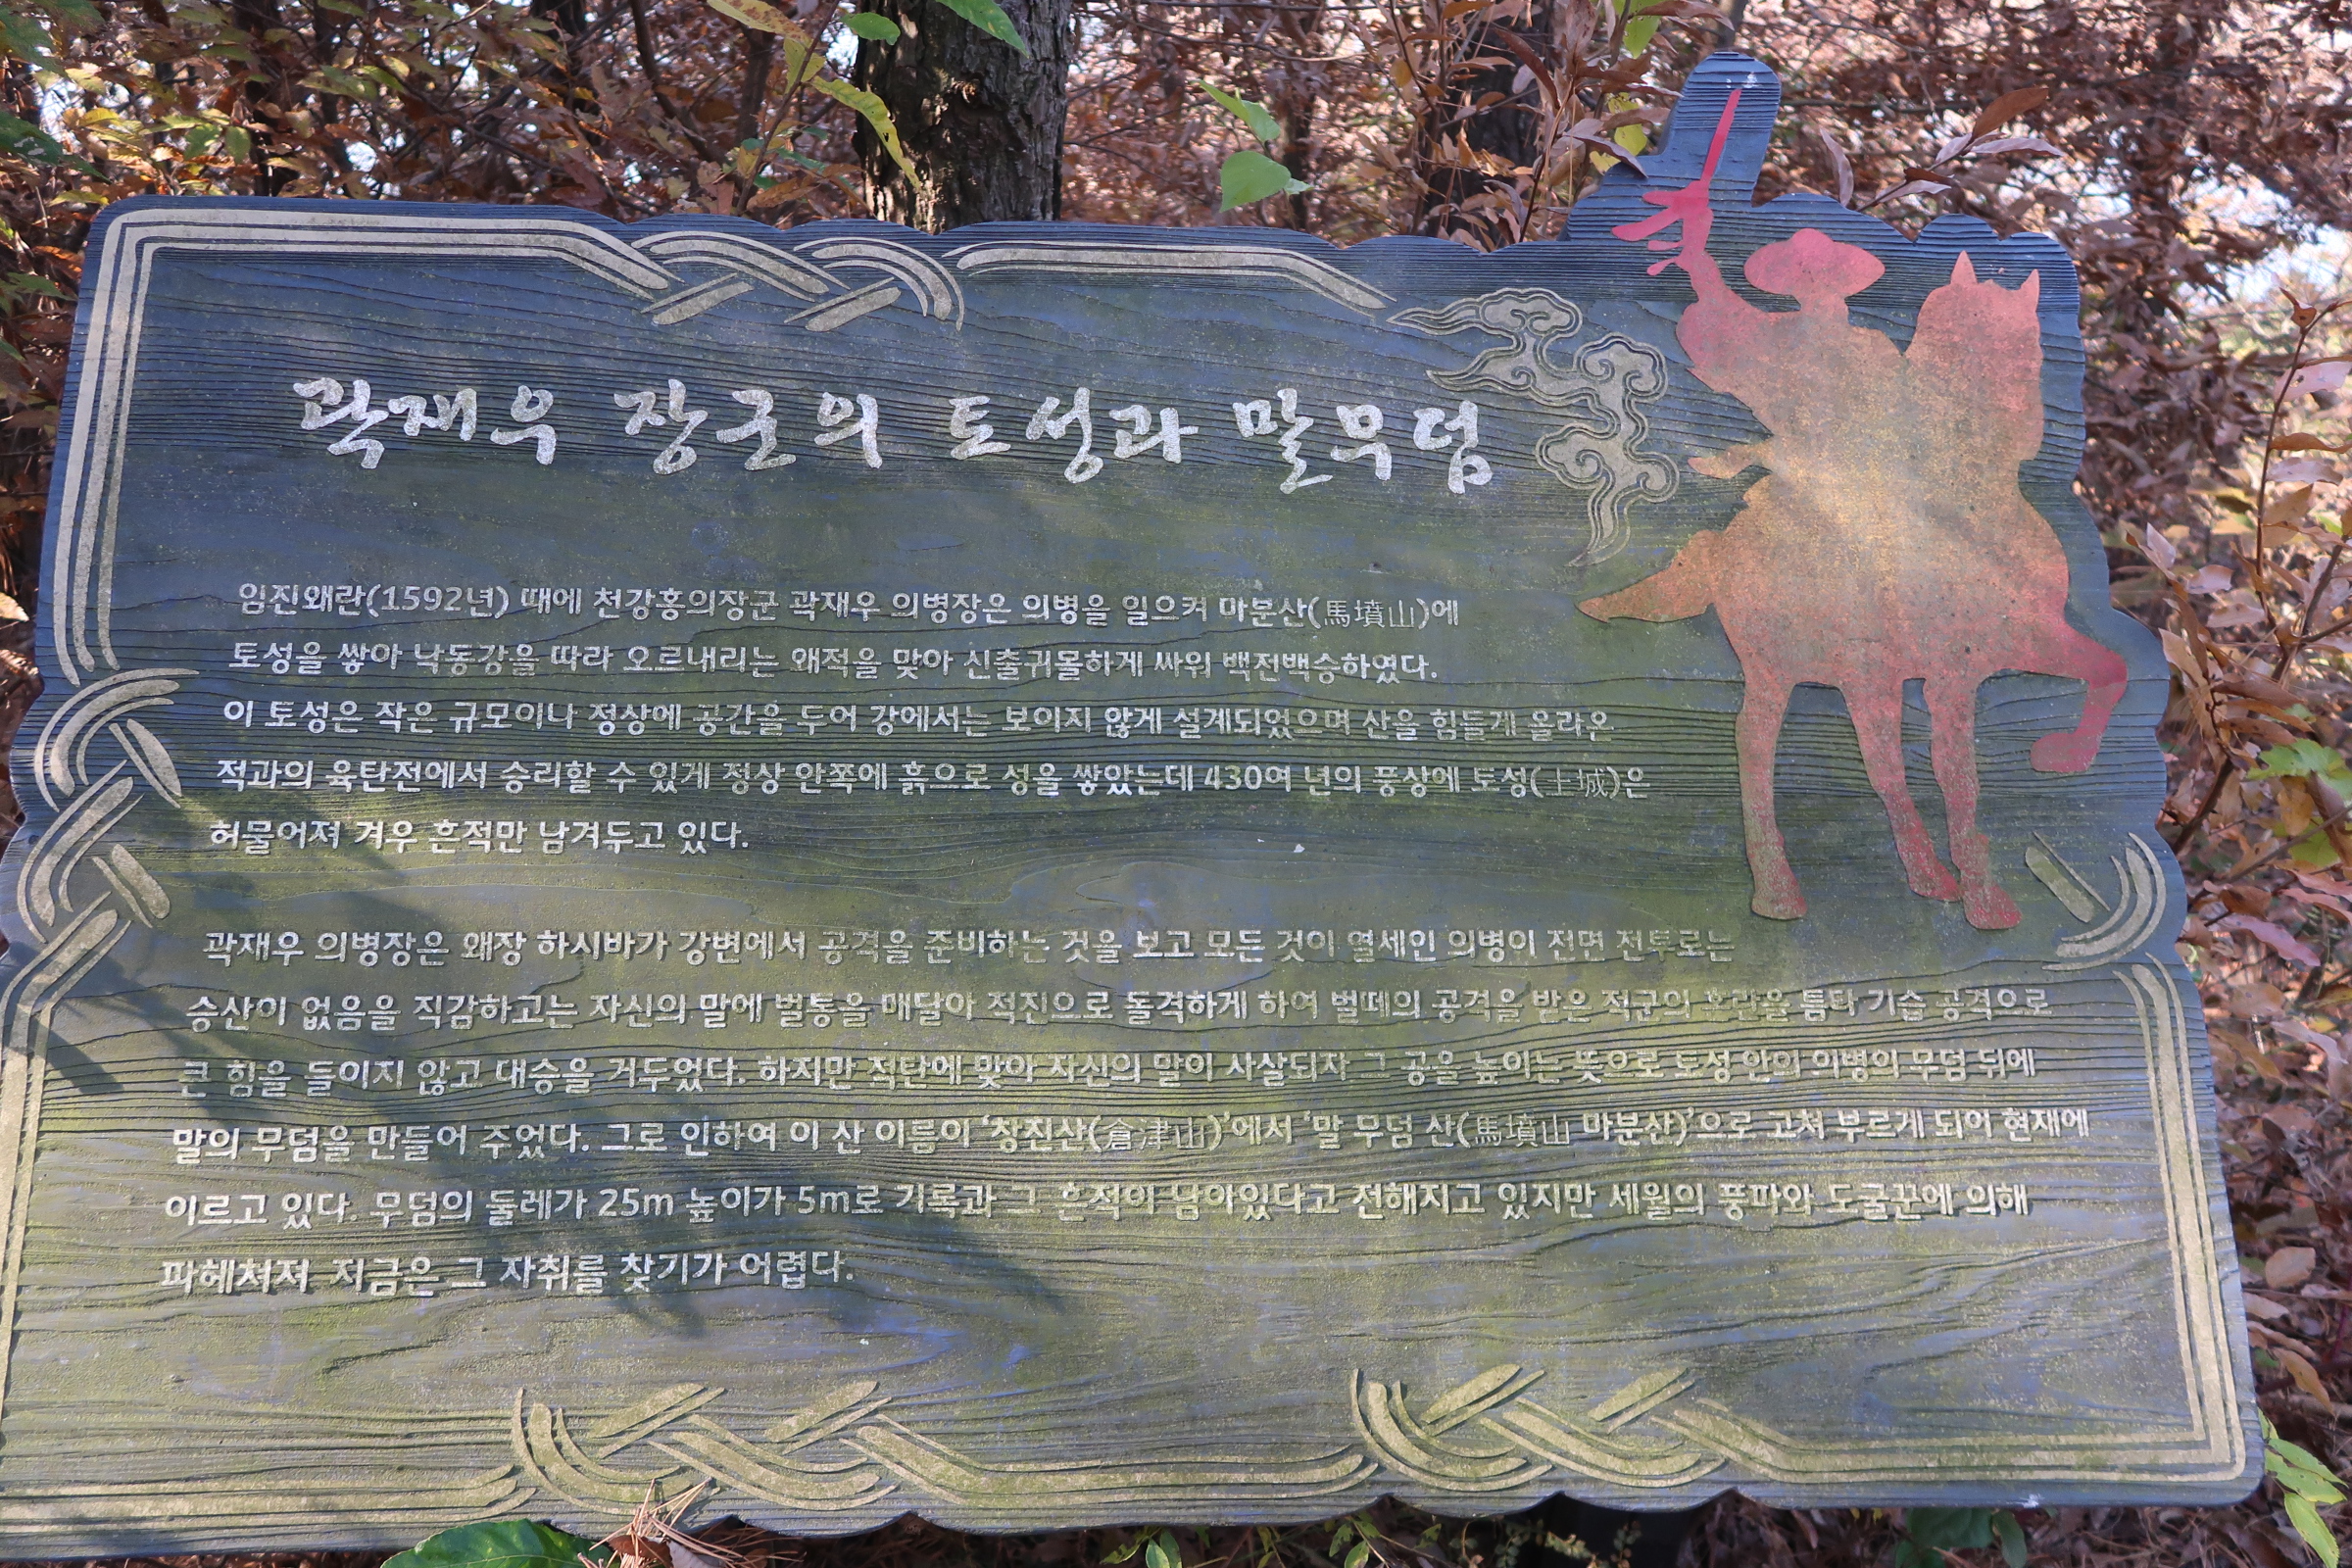 곽재우 장군의 토성과 말무덤
임진왜란(1592년) 때에 천강홍의장군 곽재우 의병장은 의병을 일으켜 마분산(馬墳山)에
토성을 쌓아 낙동강을 따라 오르내리는 왜적을 맞아 신출귀몰하게 싸워 백전백승하였다.
이 토성은 작은 규모이나 정상에 공간을 두어 강에서는 보이지 않게 설계되었으며 산을 힘들게 올라온
적과의 육탄전에서 승리할 수 있게 정상 안쪽에 흙으로 성을 쌓았는데 430여 년의 풍상에 토성(土城)은
허물어져 겨우 흔적만 남겨두고 있다.
곽재우 의병장은 왜장 하시바가 강변에서 공격을 준비하는 것을 보고 모든 것이 열세인 의병이 전면 전투로는
승산이 없음을 직감하고는 자신의 말에 벌통을 매달아 적진으로 돌격하게 하여 벌떼의 공격을 받은 적군의 혼란을 틈타 기습 공격으로
큰 힘을 들이지 않고 대승을 거두었다. 하지만 적탄에 맞아 자신의 말이 사살되자 그 공을 높이는 뜻으로 토성 안의 의병의 무덤 뒤에
말의 무덤을 만들어 주었다. 그로 인하여 이 산 이름이 ‘창진산(倉津山)’에서 ‘말 무덤 산(馬墳山 마분산)’으로 고쳐 부르게 되어 현재에
이르고 있다. 무덤의 둘레가 25m 높이가 5m로 기록과 그 흔적이 남아있다고 전해지고 있지만 세월의 풍파와 도굴꾼에 의해
파헤쳐져 지금은 그 자취를 찾기가 어렵다.